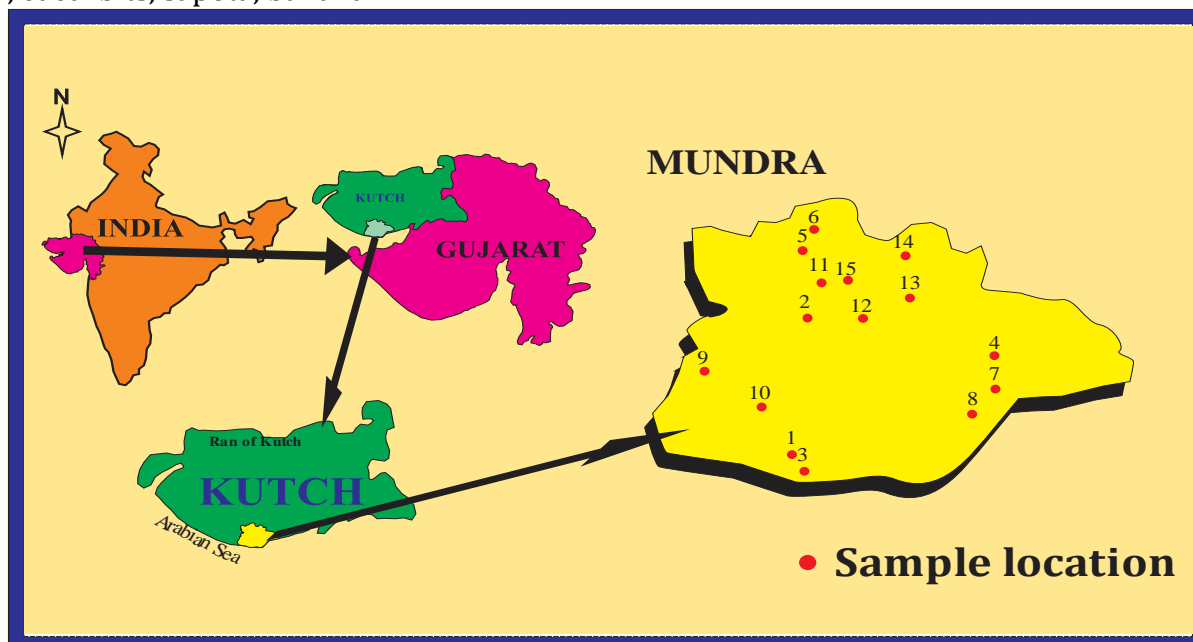 N
INDIA
KUTCH
GUJARAT
MUNDRA
6
5
14
11
15
13
2
12
4
9
7
10
8
1
3
Ran of Kutch
KUTCH
Arabian Sea
Sample location